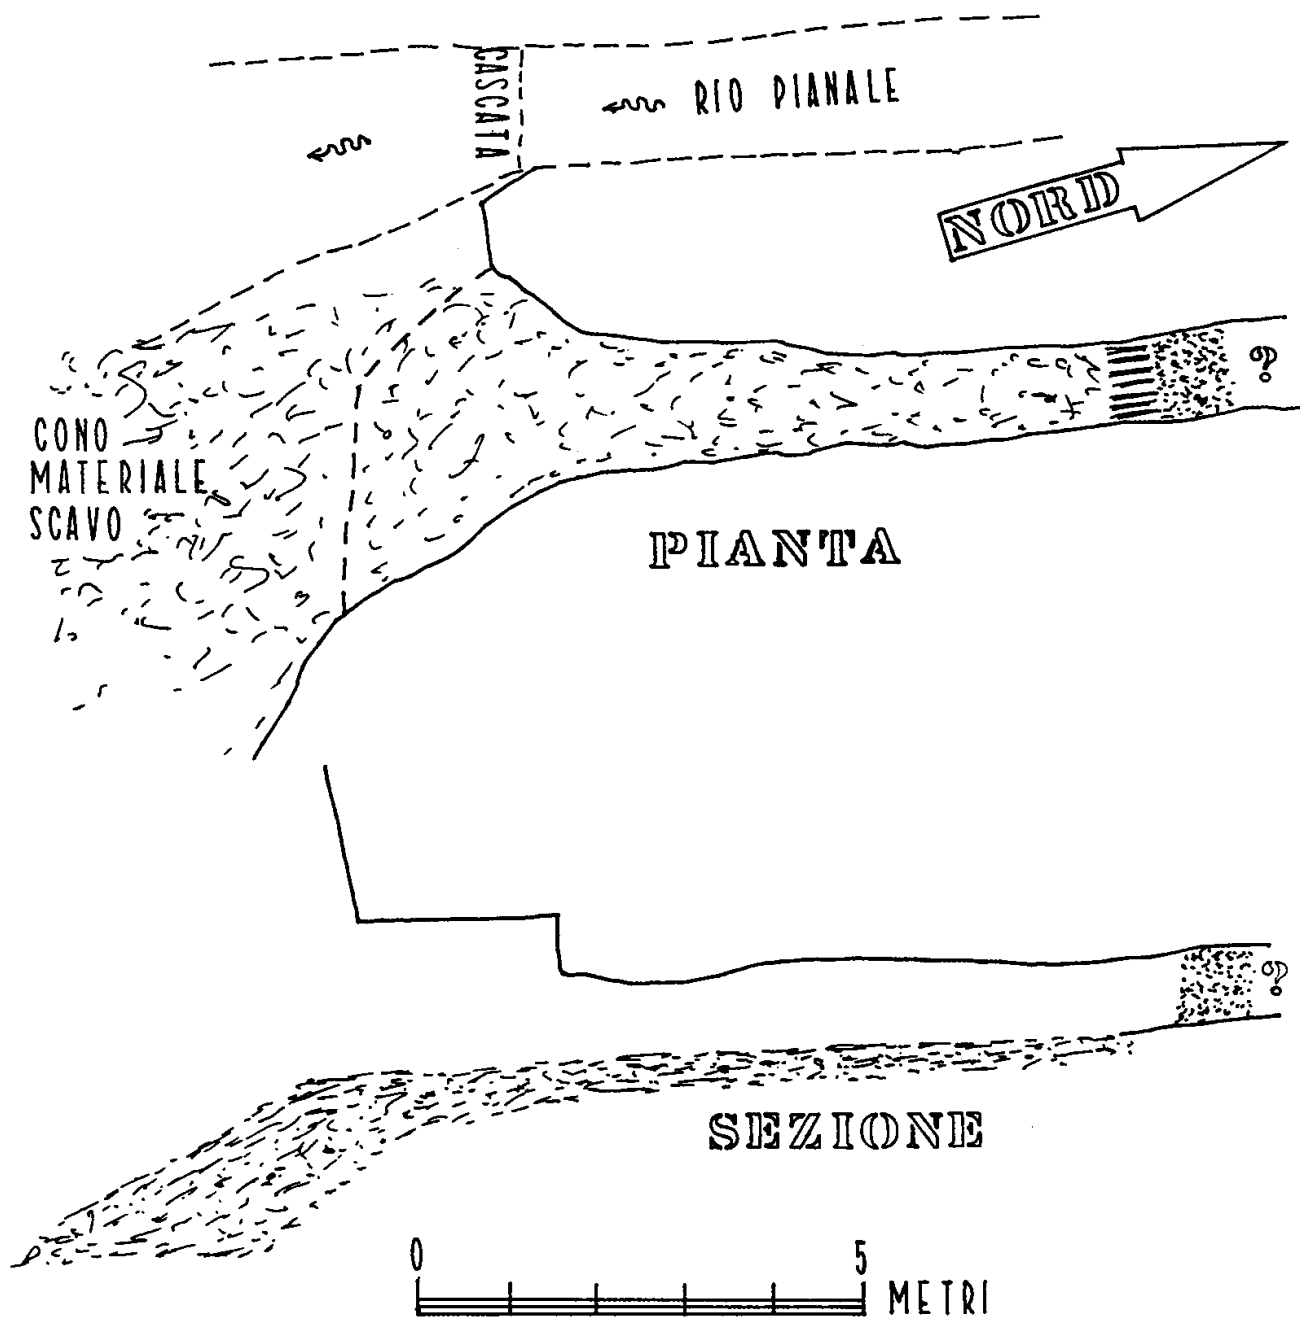 CASCATA
RIO PIANALE
NORD
?
CONO
MATERIALE
SCAVO
PIANTA
?
SEZIONE
0 5
METRI